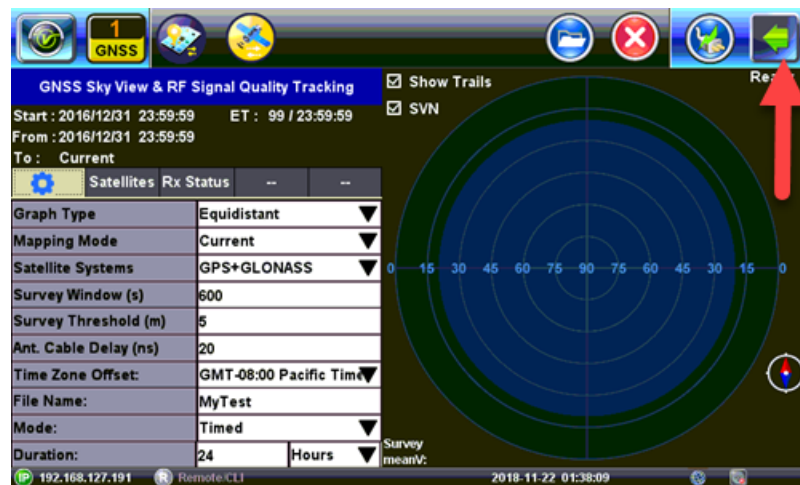 1
GNSS
GNSS Sky View & RF Signal Quality Tracking
Start : 2016/12/31 23:59:59 ET : 99 / 23:59:59
From : 2016/12/31 23:59:59
To : Current
Satellites Rx Status -- --
Graph Type Equidistant
Mapping Mode Current
Satellite Systems GPS+GLONASS
Survey Window (s) 600
Survey Threshold (m) 5
Ant. Cable Delay (ns) 20
Time Zone Offset: GMT-08:00 Pacific Time
File Name: MyTest
Mode: Timed
Duration: 24 Hours
Show Trails
SVN
0 15 30 45 60 75 90 75 60 45 30 15 0
Survey
meanV:
IP 192.168.127.191 R Remote/CLI 2018-11-22 01:38:09